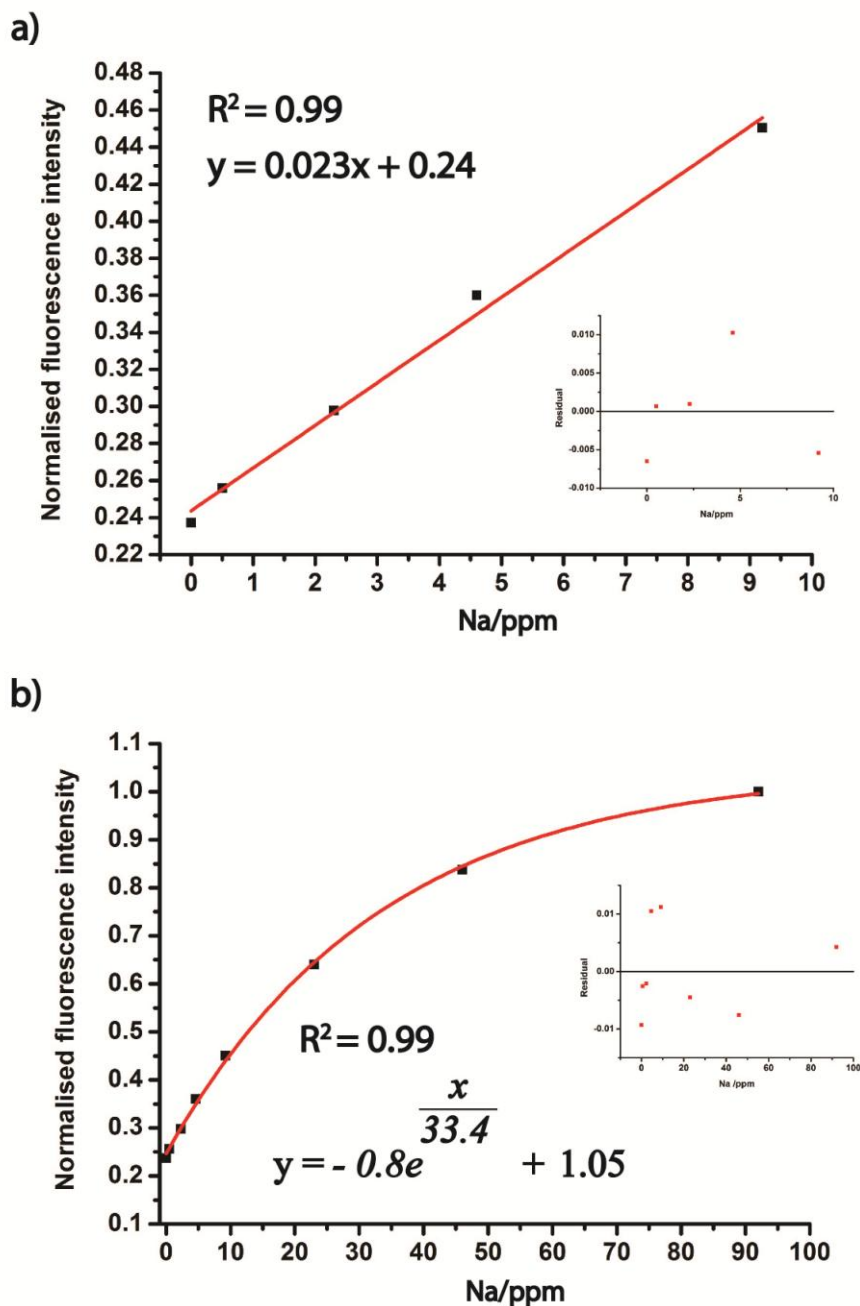 a)
0.48
0.46
0.44
0.42
0.40
0.36
0.34
0.32
0.30
0.28
0.26
0.24
0.22
Normalised fluorescence intensity
R² = 0.99
y = 0.023x + 0.24
0 1 2 3 4 5 6 7 8 9 10
Na/ppm
0.010
0.005
0.000
-0.005
-0.010
Residual
0 5 10
Na/ppm
b)
1.1
1.0
0.9
0.8
0.7
0.6
0.5
0.4
0.3
0.2
0.1
Normalised fluorescence intensity
R² = 0.99
x
33.4
y = - 0.8e + 1.05
0 10 20 30 40 50 60 70 80 90 100
Na/ppm
0.01
0.00
-0.01
Residual
0 20 40 60 80 100
Na /ppm